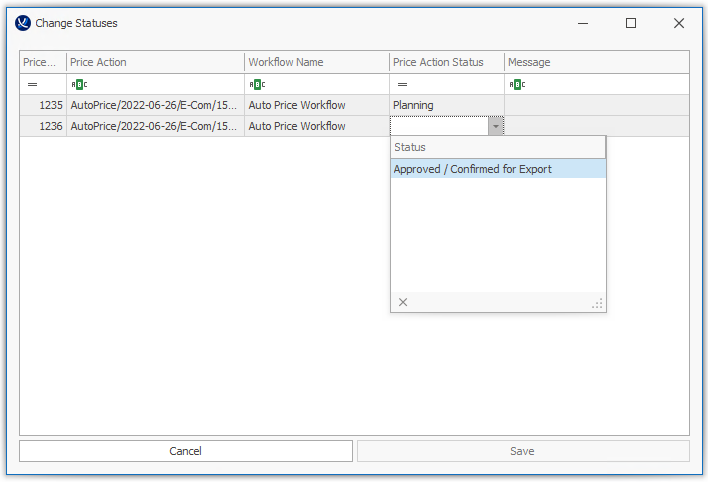 Change Statuses
Price... Price Action Workflow Name Price Action Status Message
= ABC ABC = ABC
1235 AutoPrice/2022-06-26/E-Com/15... Auto Price Workflow Planning
1236 AutoPrice/2022-06-26/E-Com/15... Auto Price Workflow
Status
Approved / Confirmed for Export
Cancel Save